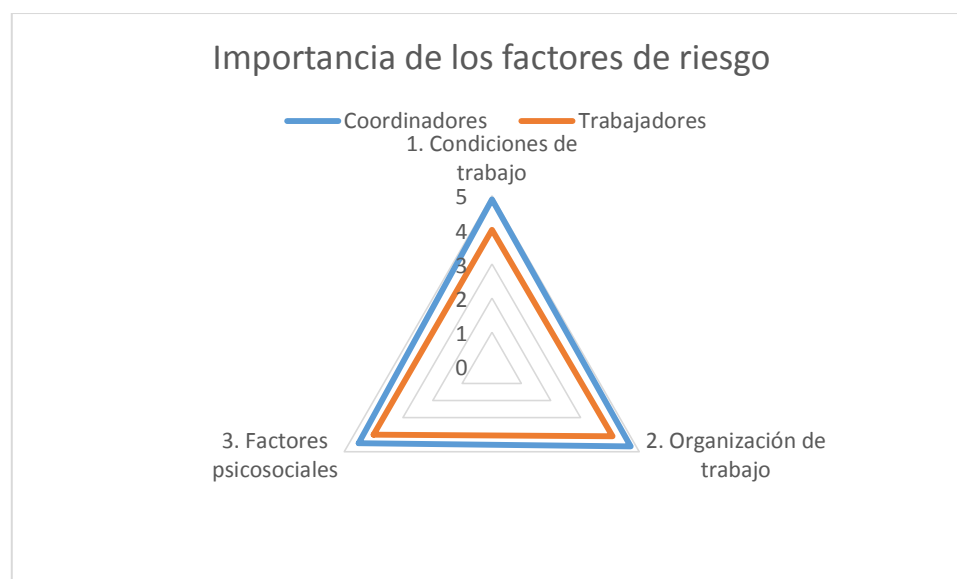 Importancia de los factores de riesgo
Coordinadores Trabajadores
1. Condiciones de
trabajo
5
4
3
2
1
0
3. Factores
psicosociales
2. Organización de
trabajo